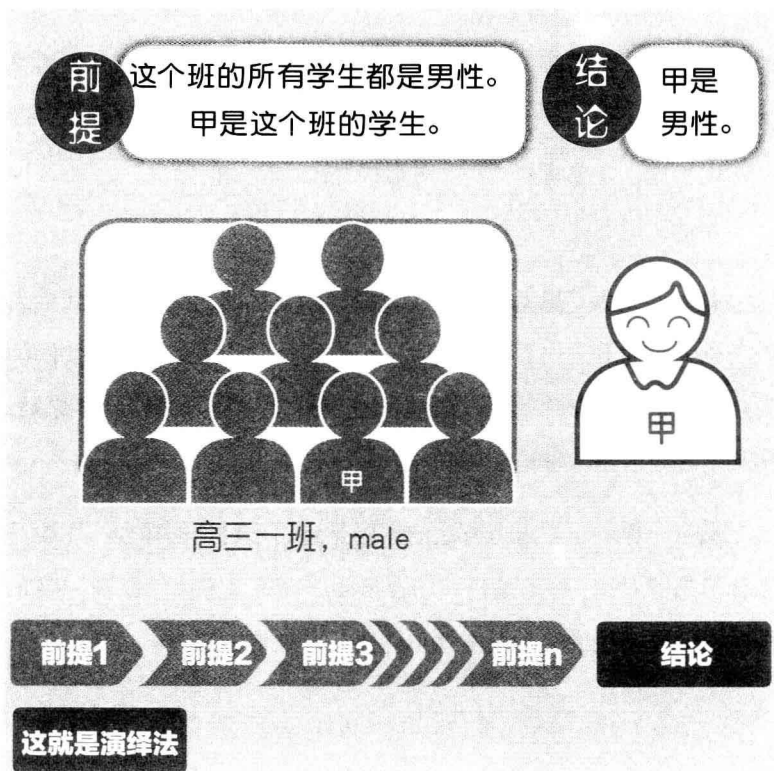 前提
这个班的所有学生都是男性。
甲是这个班的学生。
结论
甲是
男性。
甲
甲
高三一班，male
前提1 前提2 前提3 前提n 结论
这就是演绎法